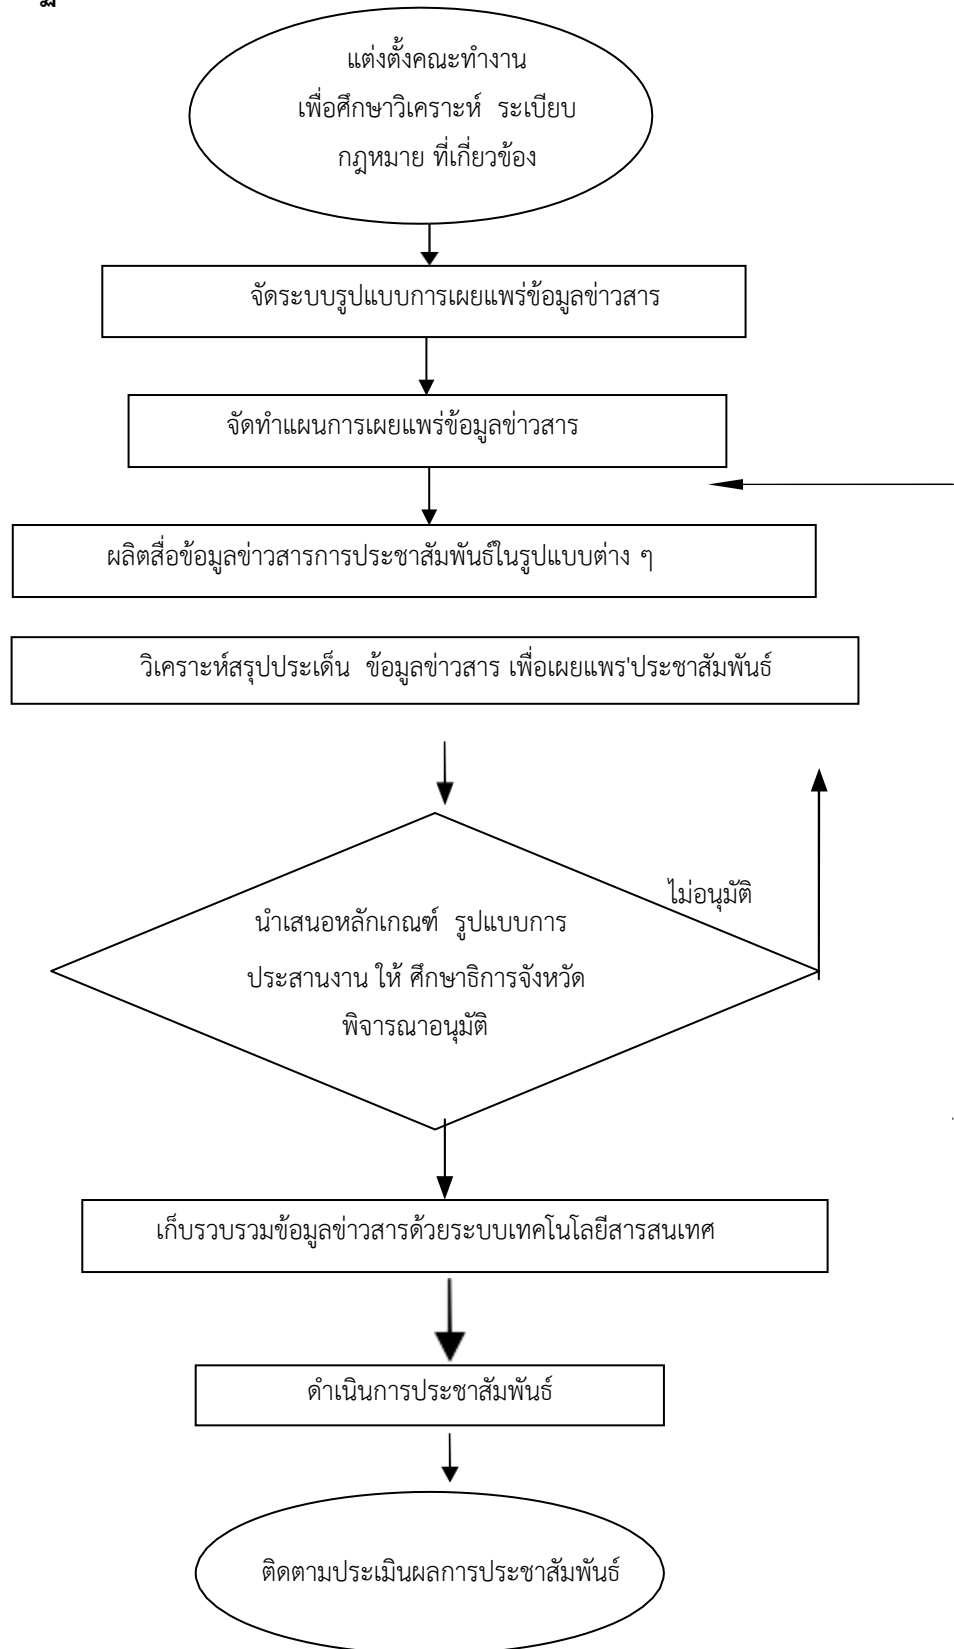 แต่งตั้งคณะทำงาน
เพื่อศึกษาวิเคราะห์  ระเบียบ
กฎหมาย ที่เกี่ยวข้อง
จัดระบบรูปแบบการเผยแพร่ข้อมูลข่าวสาร
จัดทำแผนการเผยแพร่ข้อมูลข่าวสาร
ผลิตสื่อข้อมูลข่าวสารการประชาสัมพันธ์ในรูปแบบต่าง ๆ
วิเคราะห์สรุปประเด็น  ข้อมูลข่าวสาร เพื่อเผยแพร'ประชาสัมพันธ์
ไม่อนุมัติ
นำเสนอหลักเกณฑ์  รูปแบบการ
ประสานงาน ให้ ศึกษาธิการจังหวัด
พิจารณาอนุมัติ
เก็บรวบรวมข้อมูลข่าวสารด้วยระบบเทคโนโลยีสารสนเทศ
ดำเนินการประชาสัมพันธ์
ติดตามประเมินผลการประชาสัมพันธ์